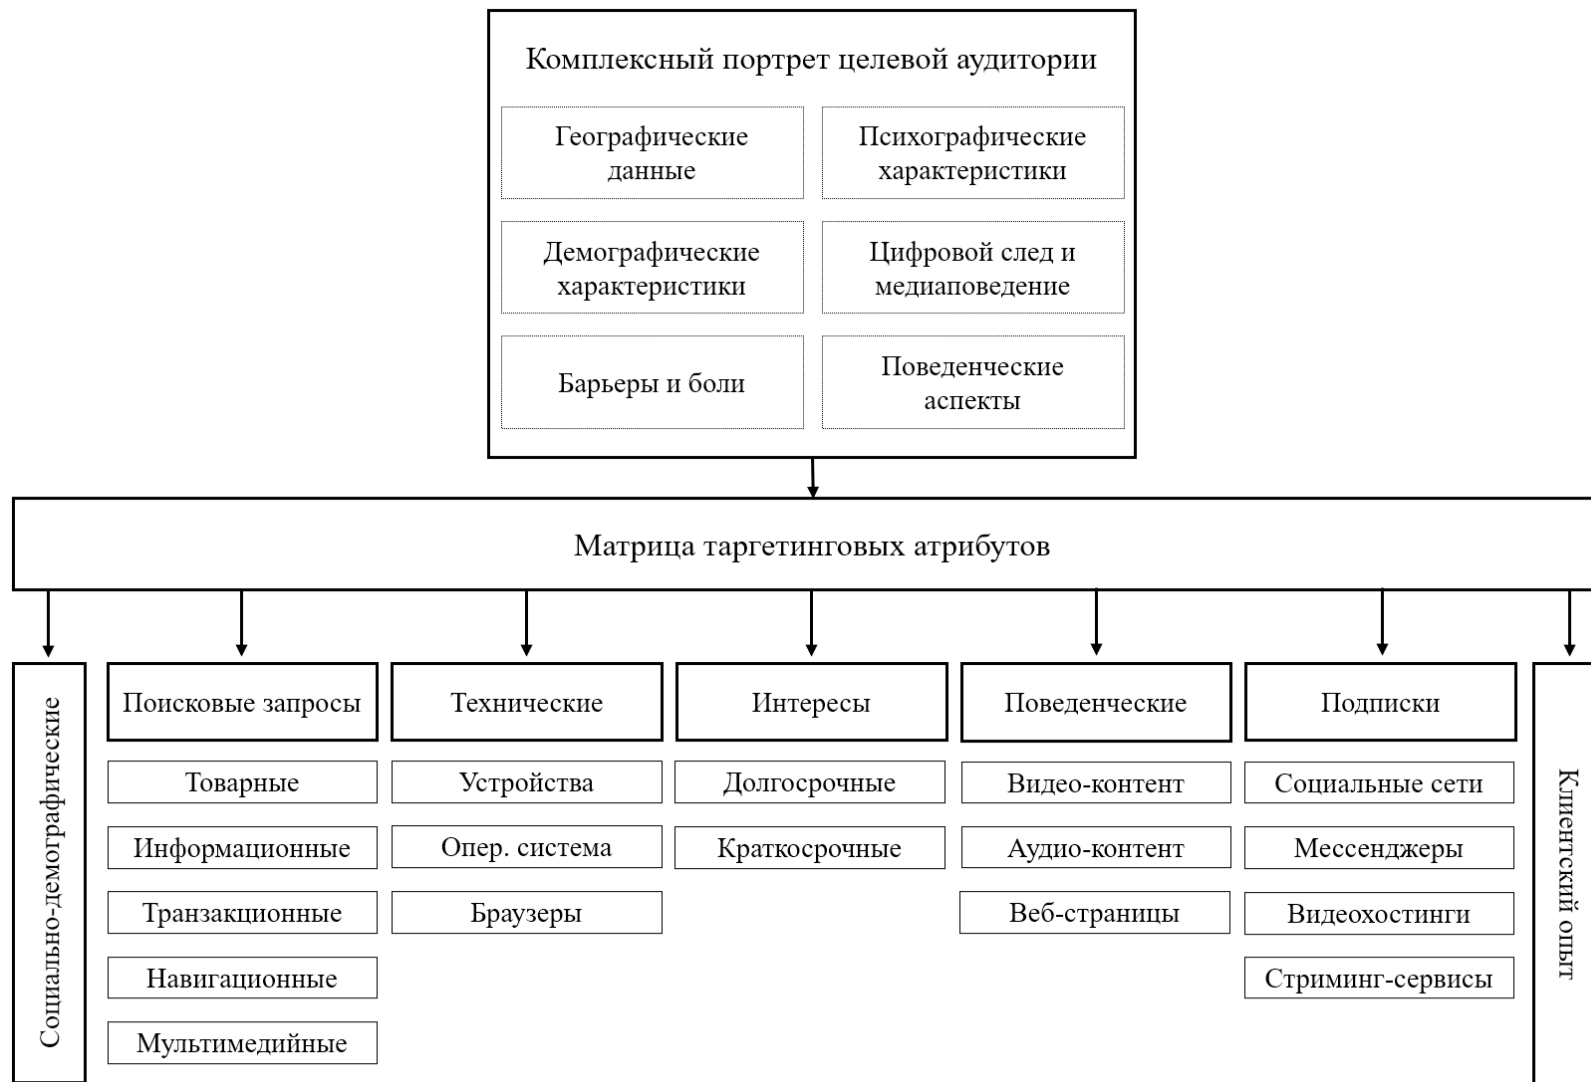 Комплексный портрет целевой аудитории
Географические
данные
Психографические
характеристики
Демографические
характеристики
Цифровой след и
медиаповедение
Барьеры и боли
Поведенческие
аспекты
Матрица таргетинговых атрибутов
Социально-демографические
Поисковые запросы
Товарные
Информационные
Транзакционные
Навигационные
Мультимедийные
Технические
Устройства
Опер. система
Браузеры
Интересы
Долгосрочные
Краткосрочные
Поведенческие
Видео-контент
Аудио-контент
Веб-страницы
Подписки
Социальные сети
Мессенджеры
Видеохостинги
Стриминг-сервисы
Клиентский опыт